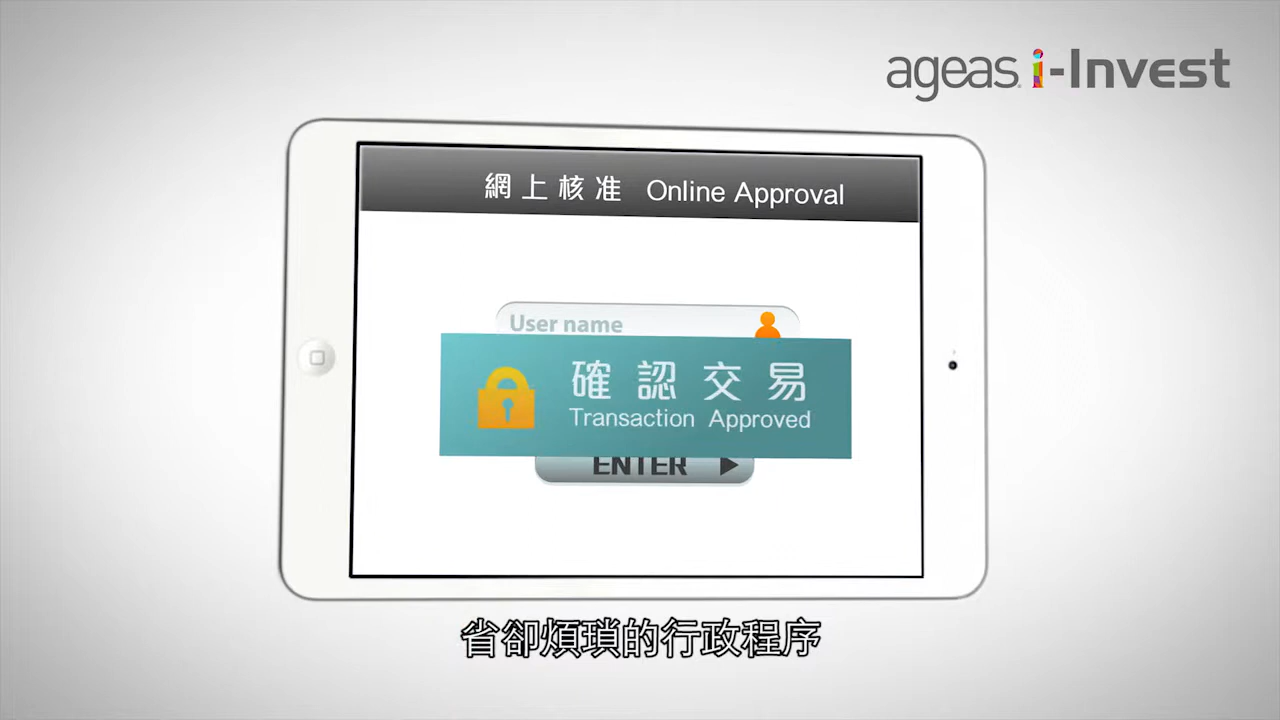 ageas i-Invest
網上核准 Online Approval
User name
確認交易
Transaction Approved
ENTER
省卻煩瑣的行政程序